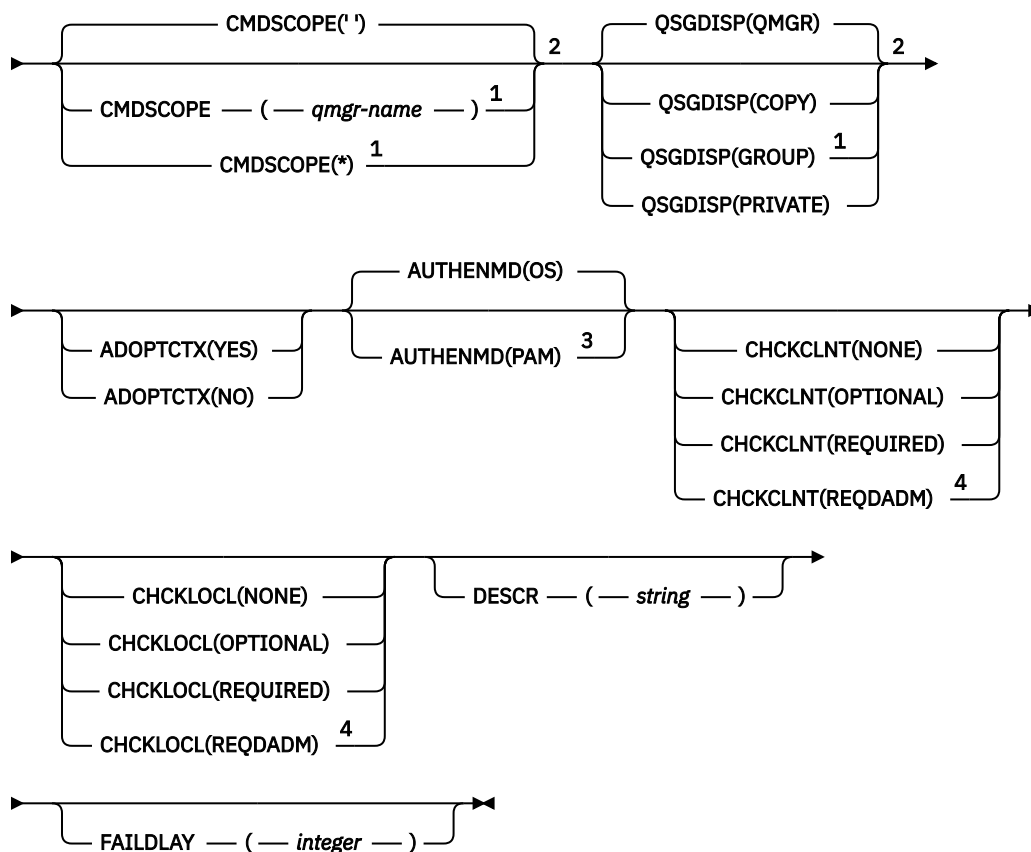 CMDSCOPE(' ') 2
CMDSCOPE ( qmgr-name ) 1
CMDSCOPE(*) 1
QSGDISP(QMGR) 2
QSGDISP(COPY)
QSGDISP(GROUP) 1
QSGDISP(PRIVATE)
ADOPTCTX(YES)
ADOPTCTX(NO)
AUTHENMD(OS)
AUTHENMD(PAM) 3
CHCKCLNT(NONE)
CHCKCLNT(OPTIONAL)
CHCKCLNT(REQUIRED)
CHCKCLNT(REQDADM) 4
CHCKLOCL(NONE)
CHCKLOCL(OPTIONAL)
CHCKLOCL(REQUIRED)
CHCKLOCL(REQDADM) 4
DESCR ( string )
FAILDLAY ( integer )